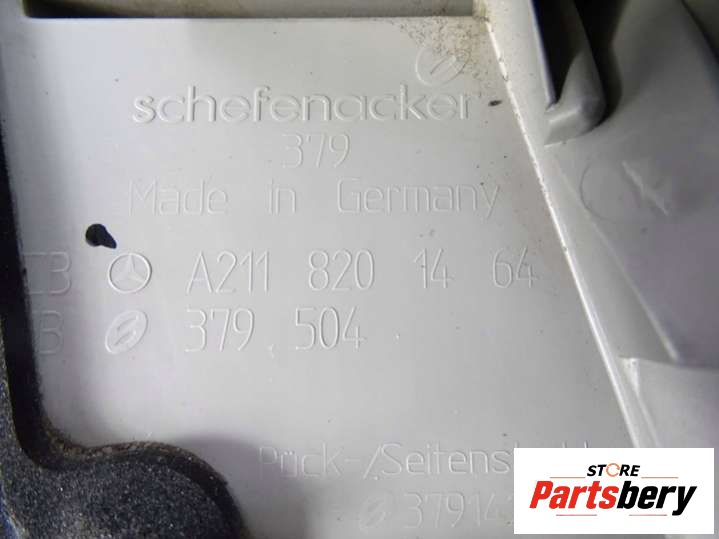 schefenacker
379
Made in Germany
A211 820 14 64
379.504
STORE
Partsbery